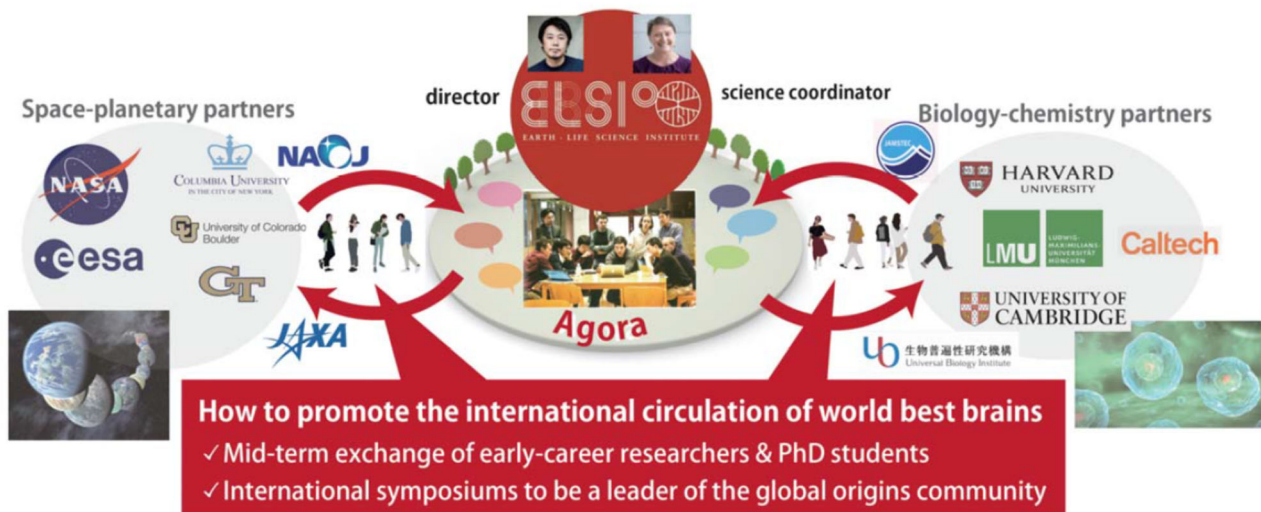 director
science coordinator
ELSI
EARTH - LIFE SCIENCE INSTITUTE
Space-planetary partners
Biology-chemistry partners
NASA
COLUMBIA UNIVERSITY
IN THE CITY OF NEW YORK
NAOJ
University of Colorado
Boulder
CU
esa
GT
JAXA
JAMSTEC
HARVARD
UNIVERSITY
LMU
LUDWIG-
MAXIMILIANS-
UNIVERSITÄT
MÜNCHEN
Caltech
UNIVERSITY OF
CAMBRIDGE
Ub
生物普遍性研究機構
Universal Biology Institute
Agora
How to promote the international circulation of world best brains
✓ Mid-term exchange of early-career researchers & PhD students
✓ International symposiums to be a leader of the global origins community